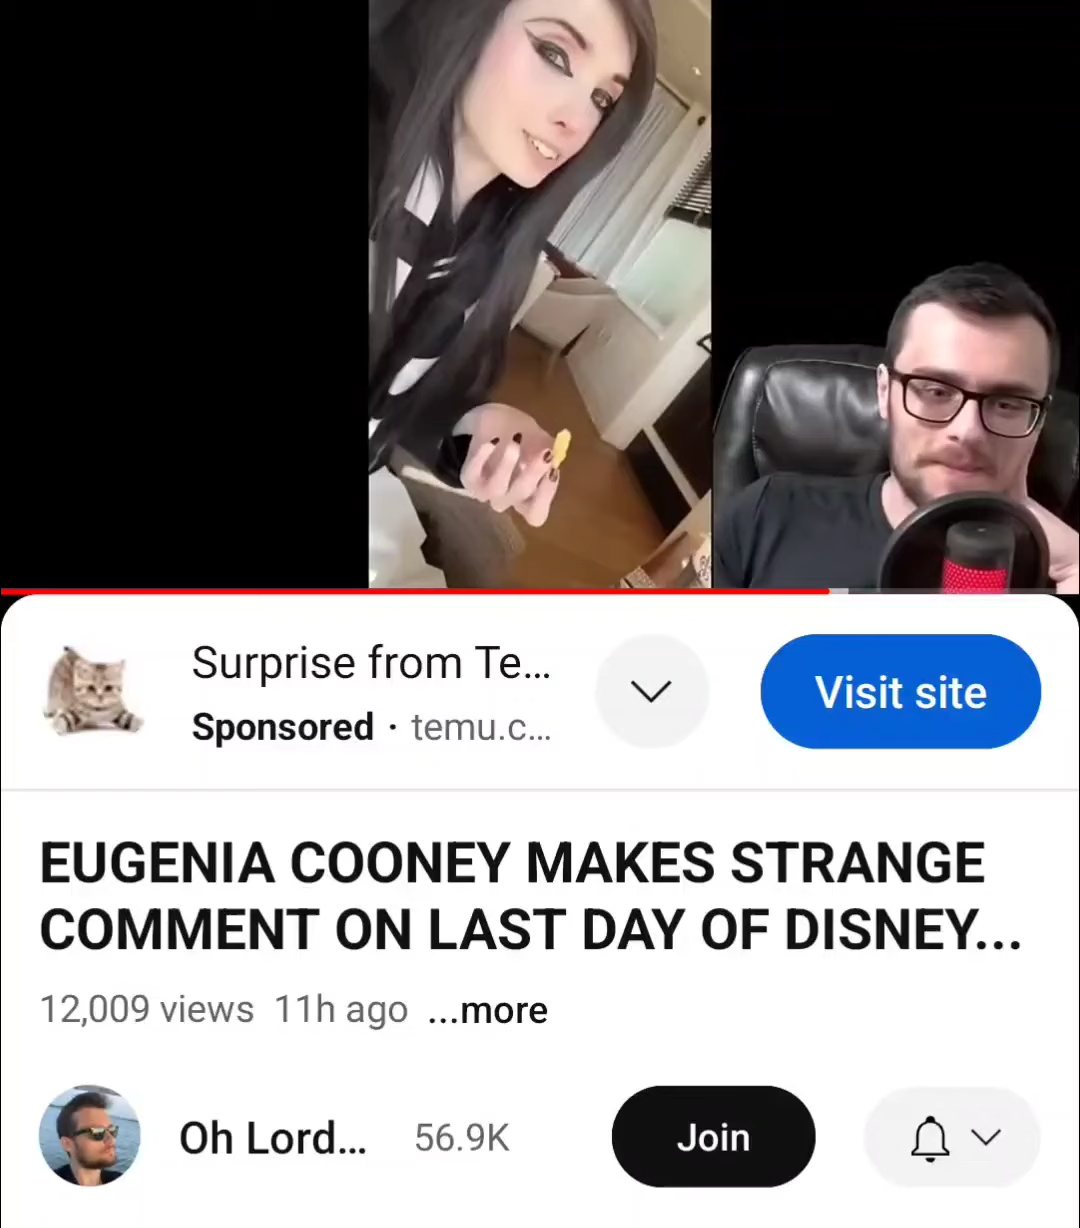 Surprise from Te...
Sponsored · temu.c...
Visit site
EUGENIA COONEY MAKES STRANGE
COMMENT ON LAST DAY OF DISNEY...
12,009 views 11h ago ...more
Oh Lord... 56.9K
Join